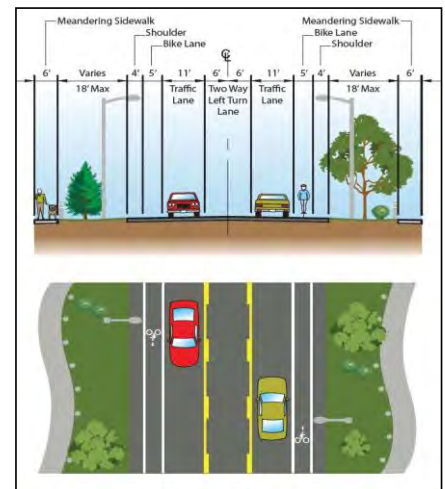 Meandering Sidewalk
Shoulder
Bike Lane
Meandering Sidewalk
Bike Lane
Shoulder
℄
6' Varies 4' 5' 11' 6' 6' 11' 5' 4' Varies 6'
18' Max Traffic Two Way Traffic 18' Max
Lane Left Turn Lane
Lane